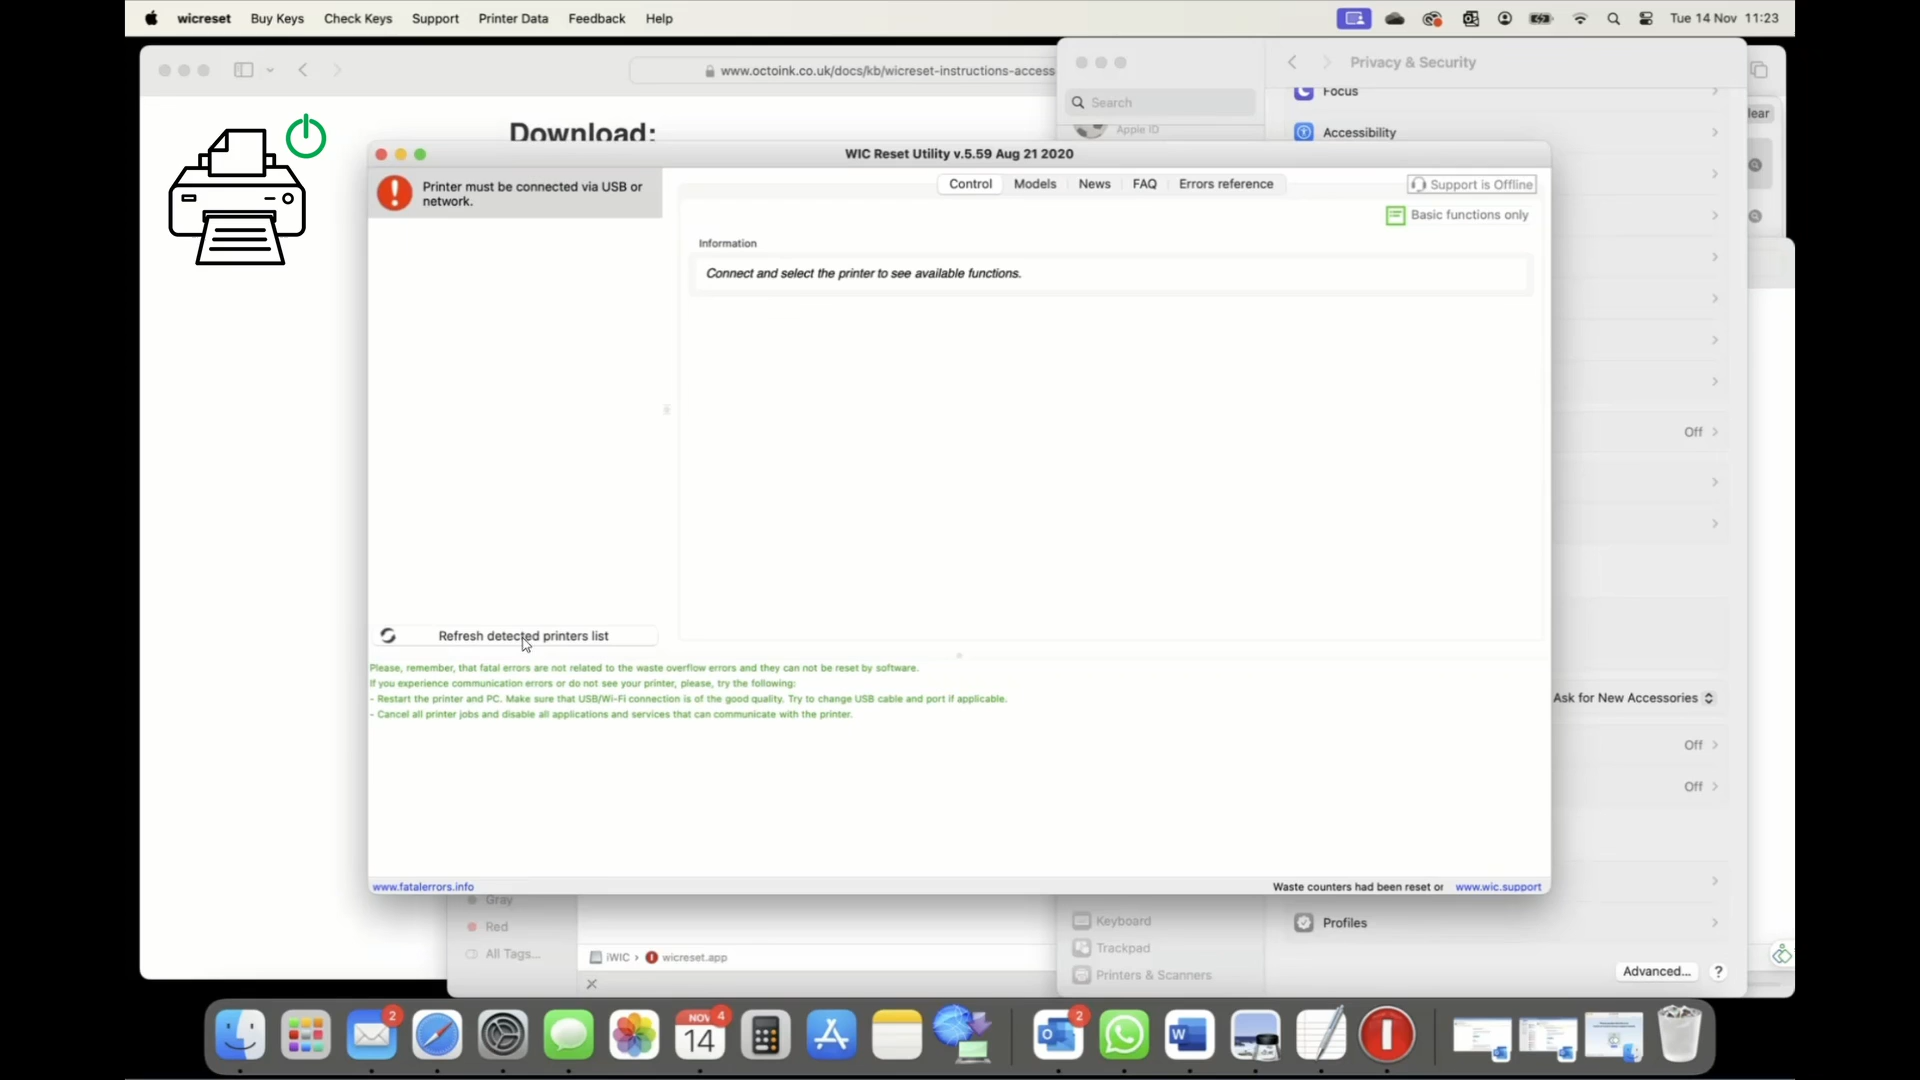 wicreset Buy Keys Check Keys Support Printer Data Feedback Help Tue 14 Nov 11:23
www.octoink.co.uk/docs/kb/wicreset-instructions-access
Privacy & Security
Search
Apple ID
Focus
Accessibility
lear
Download:
WIC Reset Utility v.5.59 Aug 21 2020
Printer must be connected via USB or
network.
Control Models News FAQ Errors reference
Support is Offline
Basic functions only
Information
Connect and select the printer to see available functions.
Off
Refresh detected printers list
Please, remember, that fatal errors are not related to the waste overflow errors and they can not be reset by software.
If you experience communication errors or do not see your printer, please, try the following:
- Restart the printer and PC. Make sure that USB/Wi-Fi connection is of the good quality. Try to change USB cable and port if applicable.
- Cancel all printer jobs and disable all applications and services that can communicate with the printer.
Ask for New Accessories
Off
Off
www.fatalerrors.info
Waste counters had been reset or www.wic.support
Gray
Red
All Tags...
iWIC › wicreset.app
Keyboard
Trackpad
Printers & Scanners
Profiles
Advanced... ?
2
NOV 4
14
2